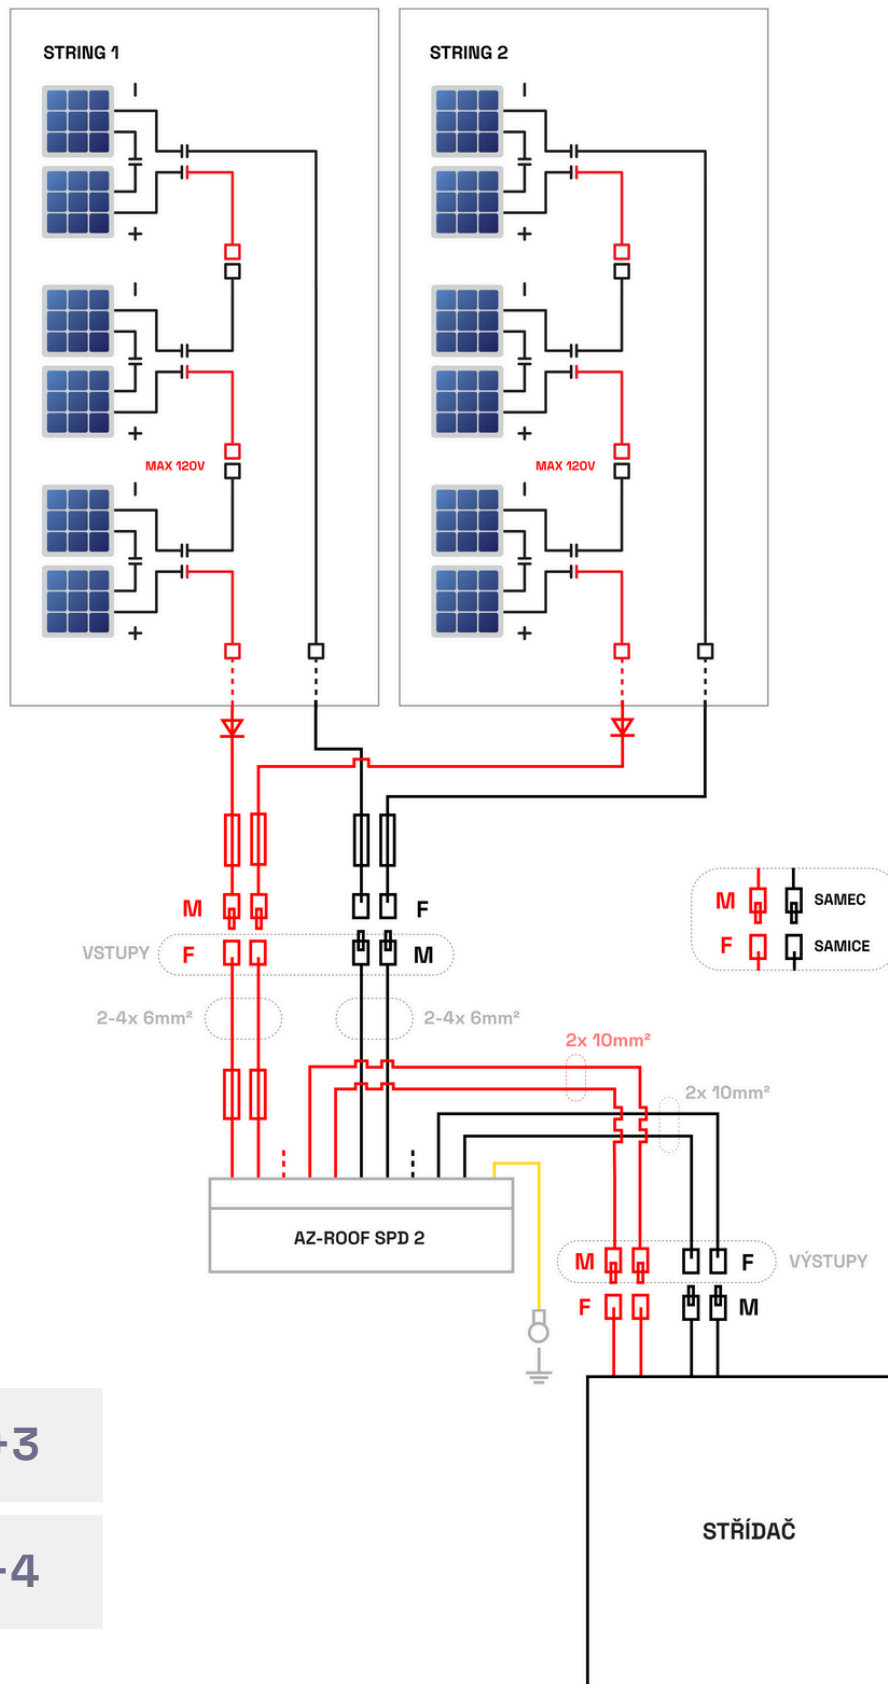 STRING 1
STRING 2
MAX 120V
MAX 120V
M
F
VSTUPY
F
M
M
SAMEC
F
SAMICE
2-4x 6mm²
2-4x 6mm²
2x 10mm²
2x 10mm²
AZ-ROOF SPD 2
M
F
VÝSTUPY
F
M
+3
-4
STŘÍDAČ